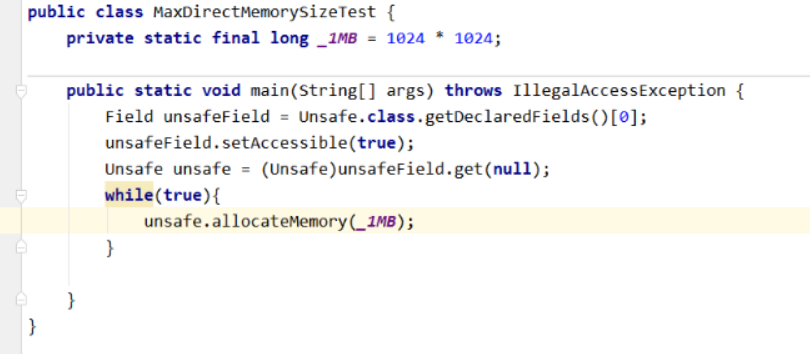 public class MaxDirectMemorySizeTest {
    private static final long _1MB = 1024 * 1024;
    public static void main(String[] args) throws IllegalAccessException {
        Field unsafeField = Unsafe.class.getDeclaredFields()[0];
        unsafeField.setAccessible(true);
        Unsafe unsafe = (Unsafe)unsafeField.get(null);
        while(true){
            unsafe.allocateMemory(_1MB);
        }
    }
}